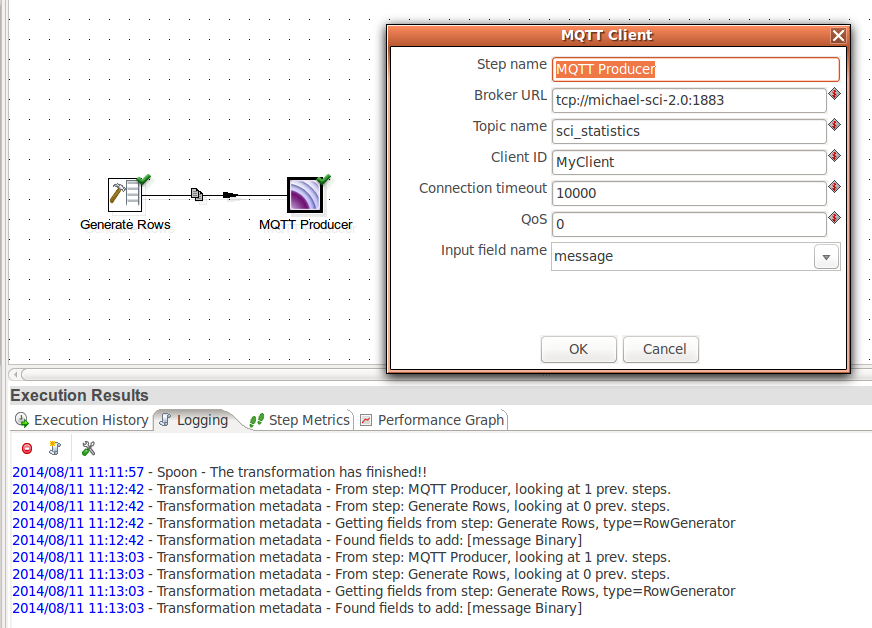 MQTT Client
Step name MQTT Producer
Broker URL tcp://michael-sci-2.0:1883
Topic name sci_statistics
Client ID MyClient
Connection timeout 10000
QoS 0
Input field name message
OK Cancel
Generate Rows MQTT Producer
Execution Results
Execution History Logging Step Metrics Performance Graph
2014/08/11 11:11:57 - Spoon - The transformation has finished!!
2014/08/11 11:12:42 - Transformation metadata - From step: MQTT Producer, looking at 1 prev. steps.
2014/08/11 11:12:42 - Transformation metadata - From step: Generate Rows, looking at 0 prev. steps.
2014/08/11 11:12:42 - Transformation metadata - Getting fields from step: Generate Rows, type=RowGenerator
2014/08/11 11:12:42 - Transformation metadata - Found fields to add: [message Binary]
2014/08/11 11:13:03 - Transformation metadata - From step: MQTT Producer, looking at 1 prev. steps.
2014/08/11 11:13:03 - Transformation metadata - From step: Generate Rows, looking at 0 prev. steps.
2014/08/11 11:13:03 - Transformation metadata - Getting fields from step: Generate Rows, type=RowGenerator
2014/08/11 11:13:03 - Transformation metadata - Found fields to add: [message Binary]